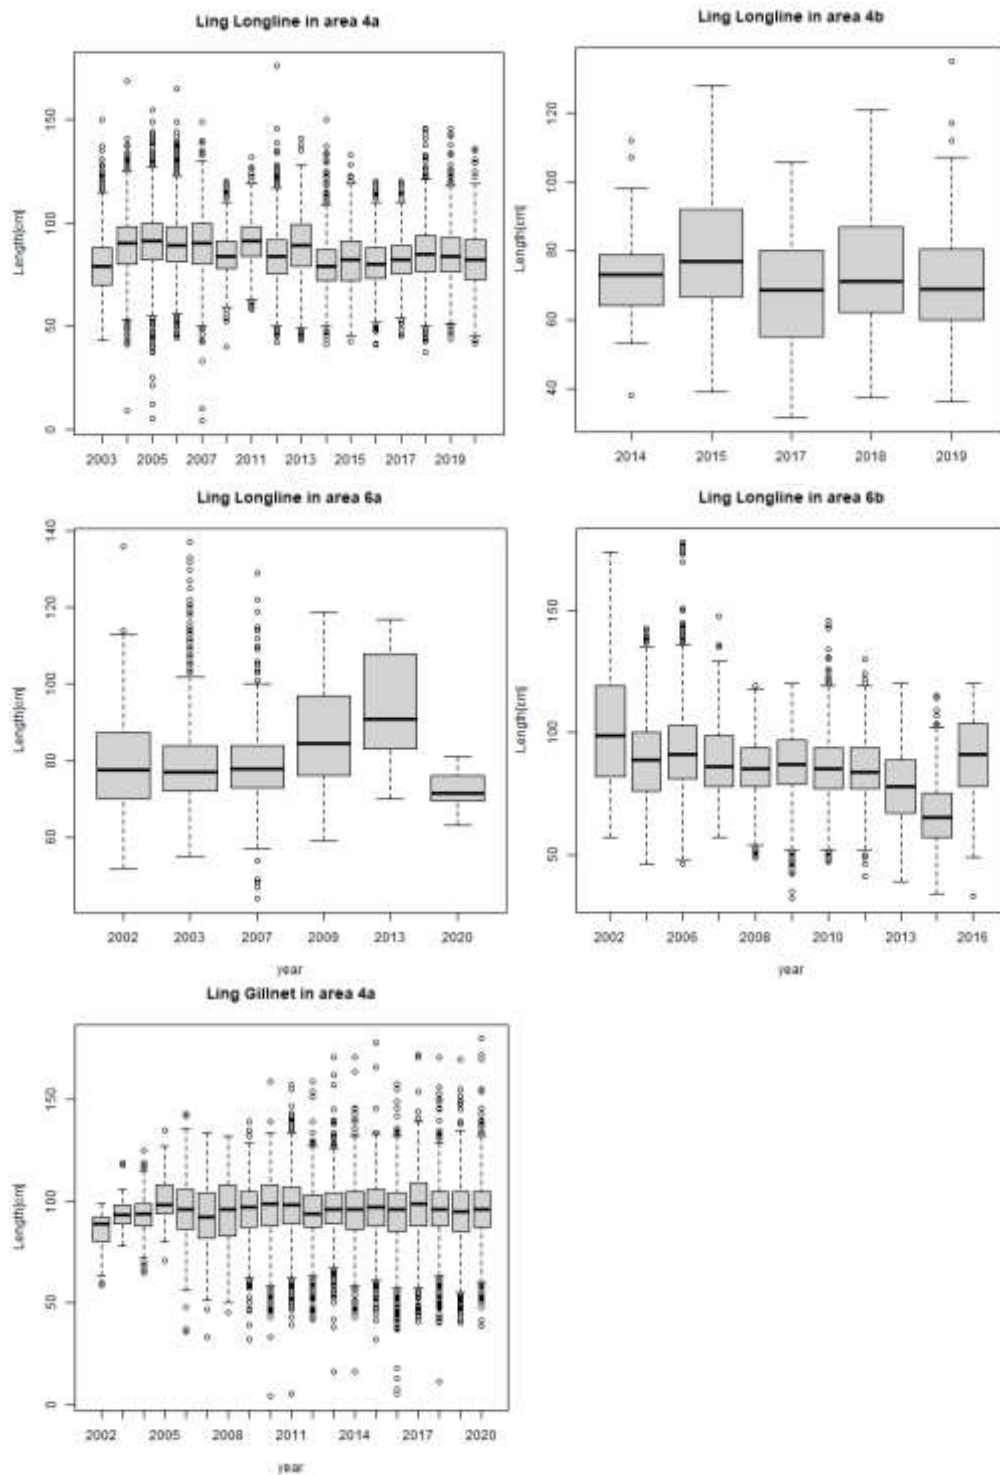 Ling Longline in area 4a
Length[cm]
150
100
50
0
2003 2005 2007 2011 2013 2015 2017 2019
Ling Longline in area 4b
Length[cm]
120
100
80
60
40
2014 2015 2017 2018 2019
Ling Longline in area 6a
Length[cm]
140
120
100
80
60
2002 2003 2007 2009 2013 2020
year
Ling Longline in area 6b
Length[cm]
150
100
50
2002 2006 2008 2010 2013 2016
year
Ling Gillnet in area 4a
Length[cm]
150
100
50
0
2002 2005 2008 2011 2014 2017 2020
year